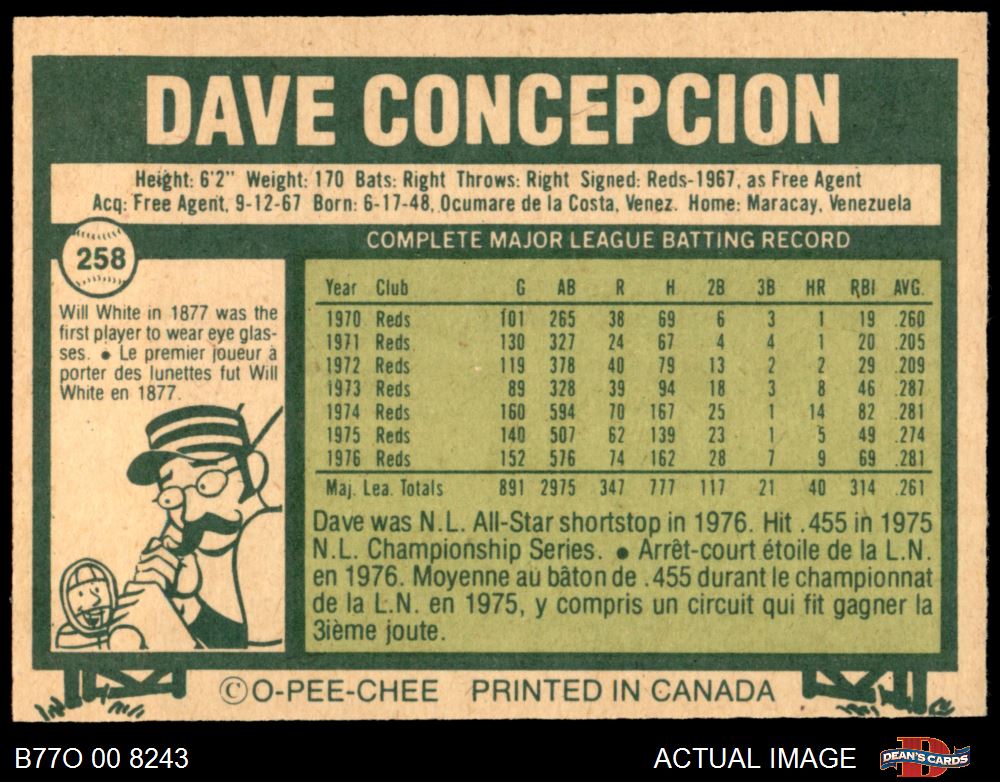 DAVE CONCEPCION
Height: 6'2" Weight: 170 Bats: Right Throws: Right Signed: Reds-1967, as Free Agent
Acq: Free Agent, 9-12-67 Born: 6-17-48, Ocumare de la Costa, Venez. Home: Maracay, Venezuela
258
Will White in 1877 was the
first player to wear eye glas-
ses. ● Le premier joueur à
porter des lunettes fut Will
White en 1877.
COMPLETE MAJOR LEAGUE BATTING RECORD
Year Club G AB R H 2B 3B HR RBI AVG.
1970 Reds 101 265 38 69 6 3 1 19 .260
1971 Reds 130 327 24 67 4 4 1 20 .205
1972 Reds 119 378 40 79 13 2 2 29 .209
1973 Reds 89 328 39 94 18 3 8 46 .287
1974 Reds 160 594 70 167 25 1 14 82 .281
1975 Reds 140 507 62 139 23 1 5 49 .274
1976 Reds 152 576 74 162 28 7 9 69 .281
Maj. Lea. Totals 891 2975 347 777 117 21 40 314 .261
Dave was N.L. All-Star shortstop in 1976. Hit .455 in 1975
N.L. Championship Series. ● Arrêt-court étoile de la L.N.
en 1976. Moyenne au bâton de .455 durant le championnat
de la L.N. en 1975, y compris un circuit qui fit gagner la
3ième joute.
©O-PEE-CHEE PRINTED IN CANADA
B77O 00 8243
ACTUAL IMAGE
D
DEAN'S CARDS